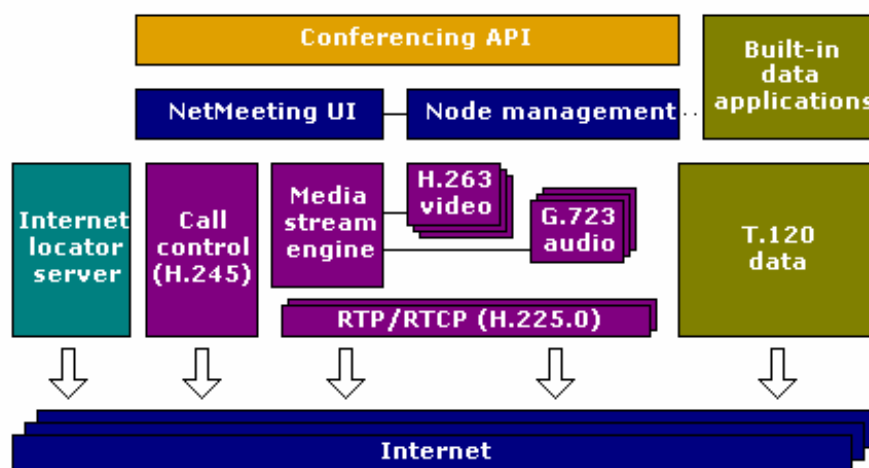 Conferencing API
Built-in
data
applications
NetMeeting UI
Node management
Internet
locator
server
Call
control
(H.245)
Media
stream
engine
H.263
video
G.723
audio
T.120
data
RTP/RTCP (H.225.0)
Internet